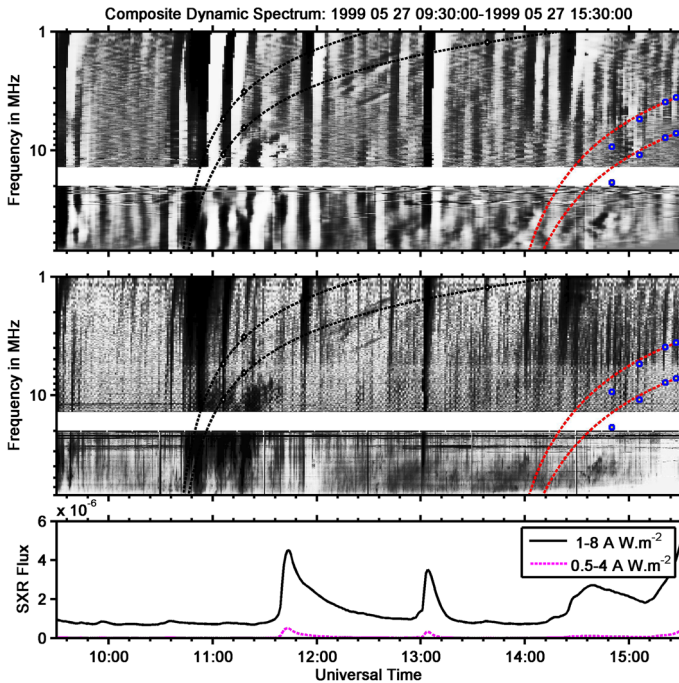 Composite Dynamic Spectrum: 1999 05 27 09:30:00-1999 05 27 15:30:00
1
10
Frequency in MHz
1
10
Frequency in MHz
x 10-6
6
4
2
0
SXR Flux
1-8 A W.m-2
0.5-4 A W.m-2
10:00 11:00 12:00 13:00 14:00 15:00
Universal Time